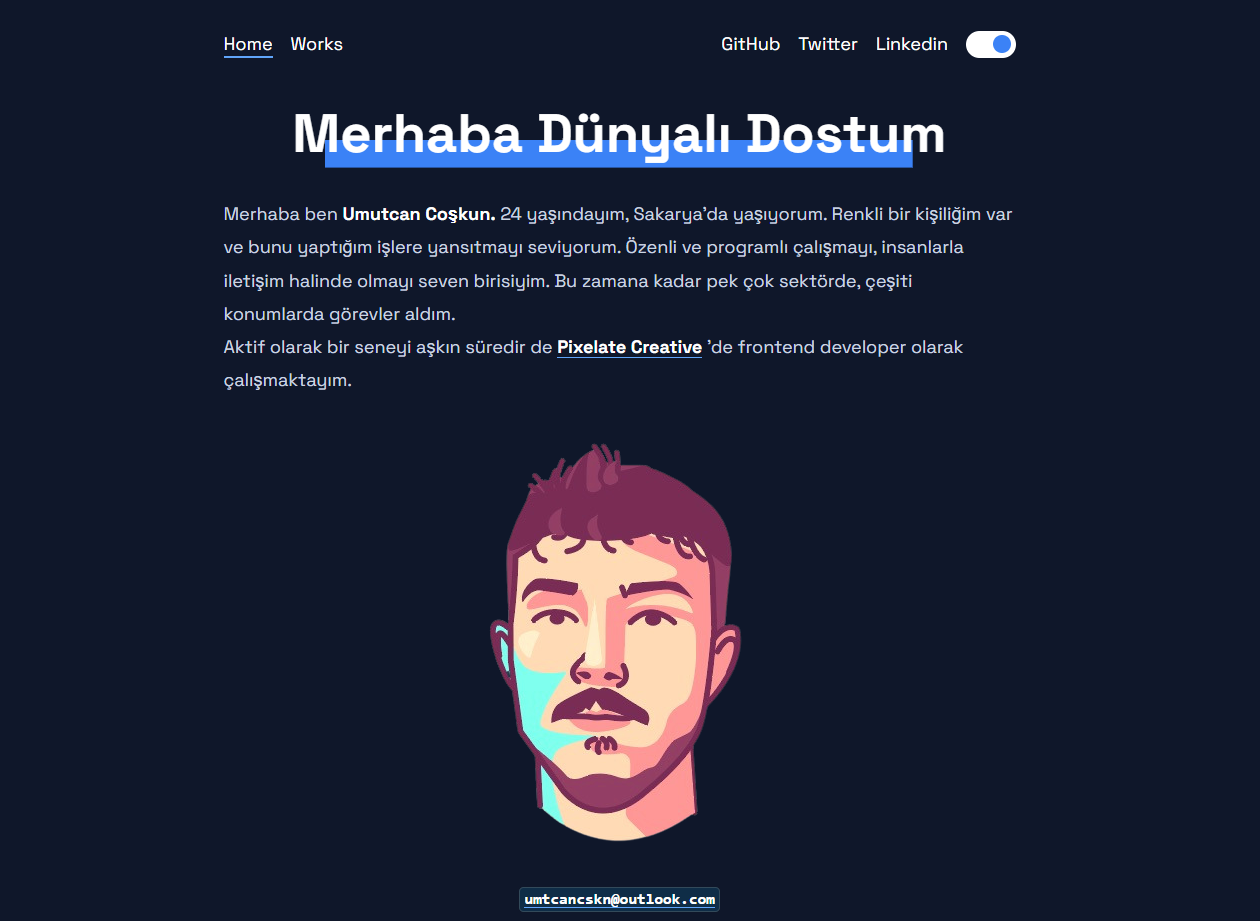 Home Works GitHub Twitter Linkedin
Merhaba Dünyalı Dostum
Merhaba ben Umutcan Coşkun. 24 yaşındayım, Sakarya’da yaşıyorum. Renkli bir kişiliğim var
ve bunu yaptığım işlere yansıtmayı seviyorum. Özenli ve programlı çalışmayı, insanlarla
iletişim halinde olmayı seven birisiyim. Bu zamana kadar pek çok sektörde, çeşiti
konumlarda görevler aldım.
Aktif olarak bir seneyi aşkın süredir de Pixelate Creative ’de frontend developer olarak
çalışmaktayım.
umtcancskn@outlook.com